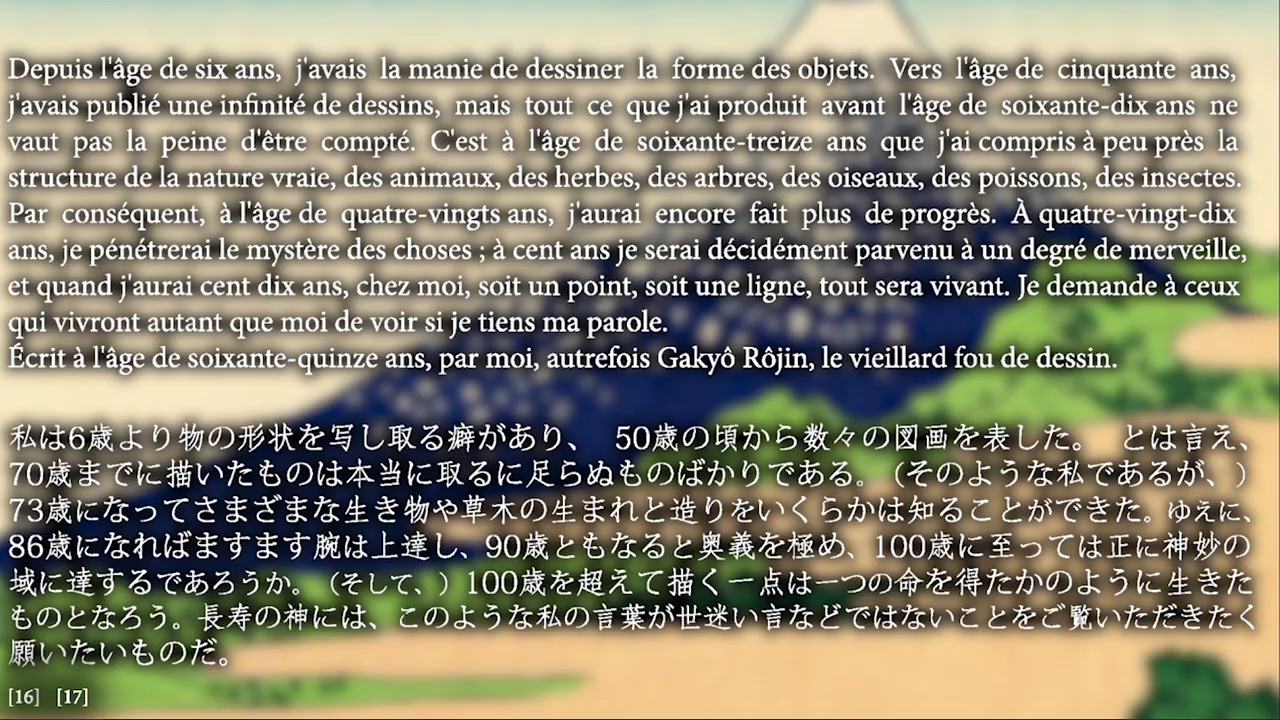 Depuis l'âge de six ans, j'avais la manie de dessiner la forme des objets. Vers l'âge de cinquante ans,
j'avais publié une infinité de dessins, mais tout ce que j'ai produit avant l'âge de soixante-dix ans ne
vaut pas la peine d'être compté. C'est à l'âge de soixante-treize ans que j'ai compris à peu près la
structure de la nature vraie, des animaux, des herbes, des arbres, des oiseaux, des poissons, des insectes.
Par conséquent, à l'âge de quatre-vingts ans, j'aurai encore fait plus de progrès. À quatre-vingt-dix
ans, je pénétrerai le mystère des choses ; à cent ans je serai décidément parvenu à un degré de merveille,
et quand j'aurai cent dix ans, chez moi, soit un point, soit une ligne, tout sera vivant. Je demande à ceux
qui vivront autant que moi de voir si je tiens ma parole.
Écrit à l'âge de soixante-quinze ans, par moi, autrefois Gakyô Rôjin, le vieillard fou de dessin.
私は6歳より物の形状を写し取る癖があり、 50歳の頃から数々の図画を表した。 とは言え、
70歳までに描いたものは本当に取るに足らぬものばかりである。（そのような私であるが、）
73歳になってさまざまな生き物や草木の生まれと造りをいくらかは知ることができた。ゆえに、
86歳になればますます腕は上達し、90歳ともなると奥義を極め、100歳に至っては正に神妙の
域に達するであろうか。（そして、）100歳を超えて描く一点は一つの命を得たかのように生きた
ものとなろう。長寿の神には、このような私の言葉が世迷い言などではないことをご覧いただきたく
願いたいものだ。
[16] [17]